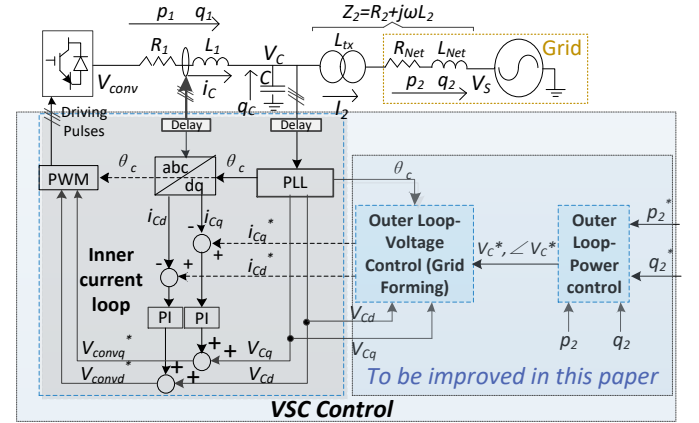 p1 q1
Z2=R2+jωL2
R1 L1
VC
Ltx
RNet LNet
Grid
Vconv
iC
C
qC
I2
p2 q2
VS
Driving
Pulses
Delay
Delay
PWM
θc
abc
dq
θc
PLL
θc
iCd
iCq
iCq*
iCd*
- +
- +
Inner
current
loop
PI PI
Outer Loop-
Voltage
Control (Grid
Forming)
VC*,∠VC*
Outer
Loop-
Power
control
p2*
q2*
p2 q2
Vconvq*
Vconvd*
+ +
+ +
VCq
VCd
VCd
VCq
To be improved in this paper
VSC Control